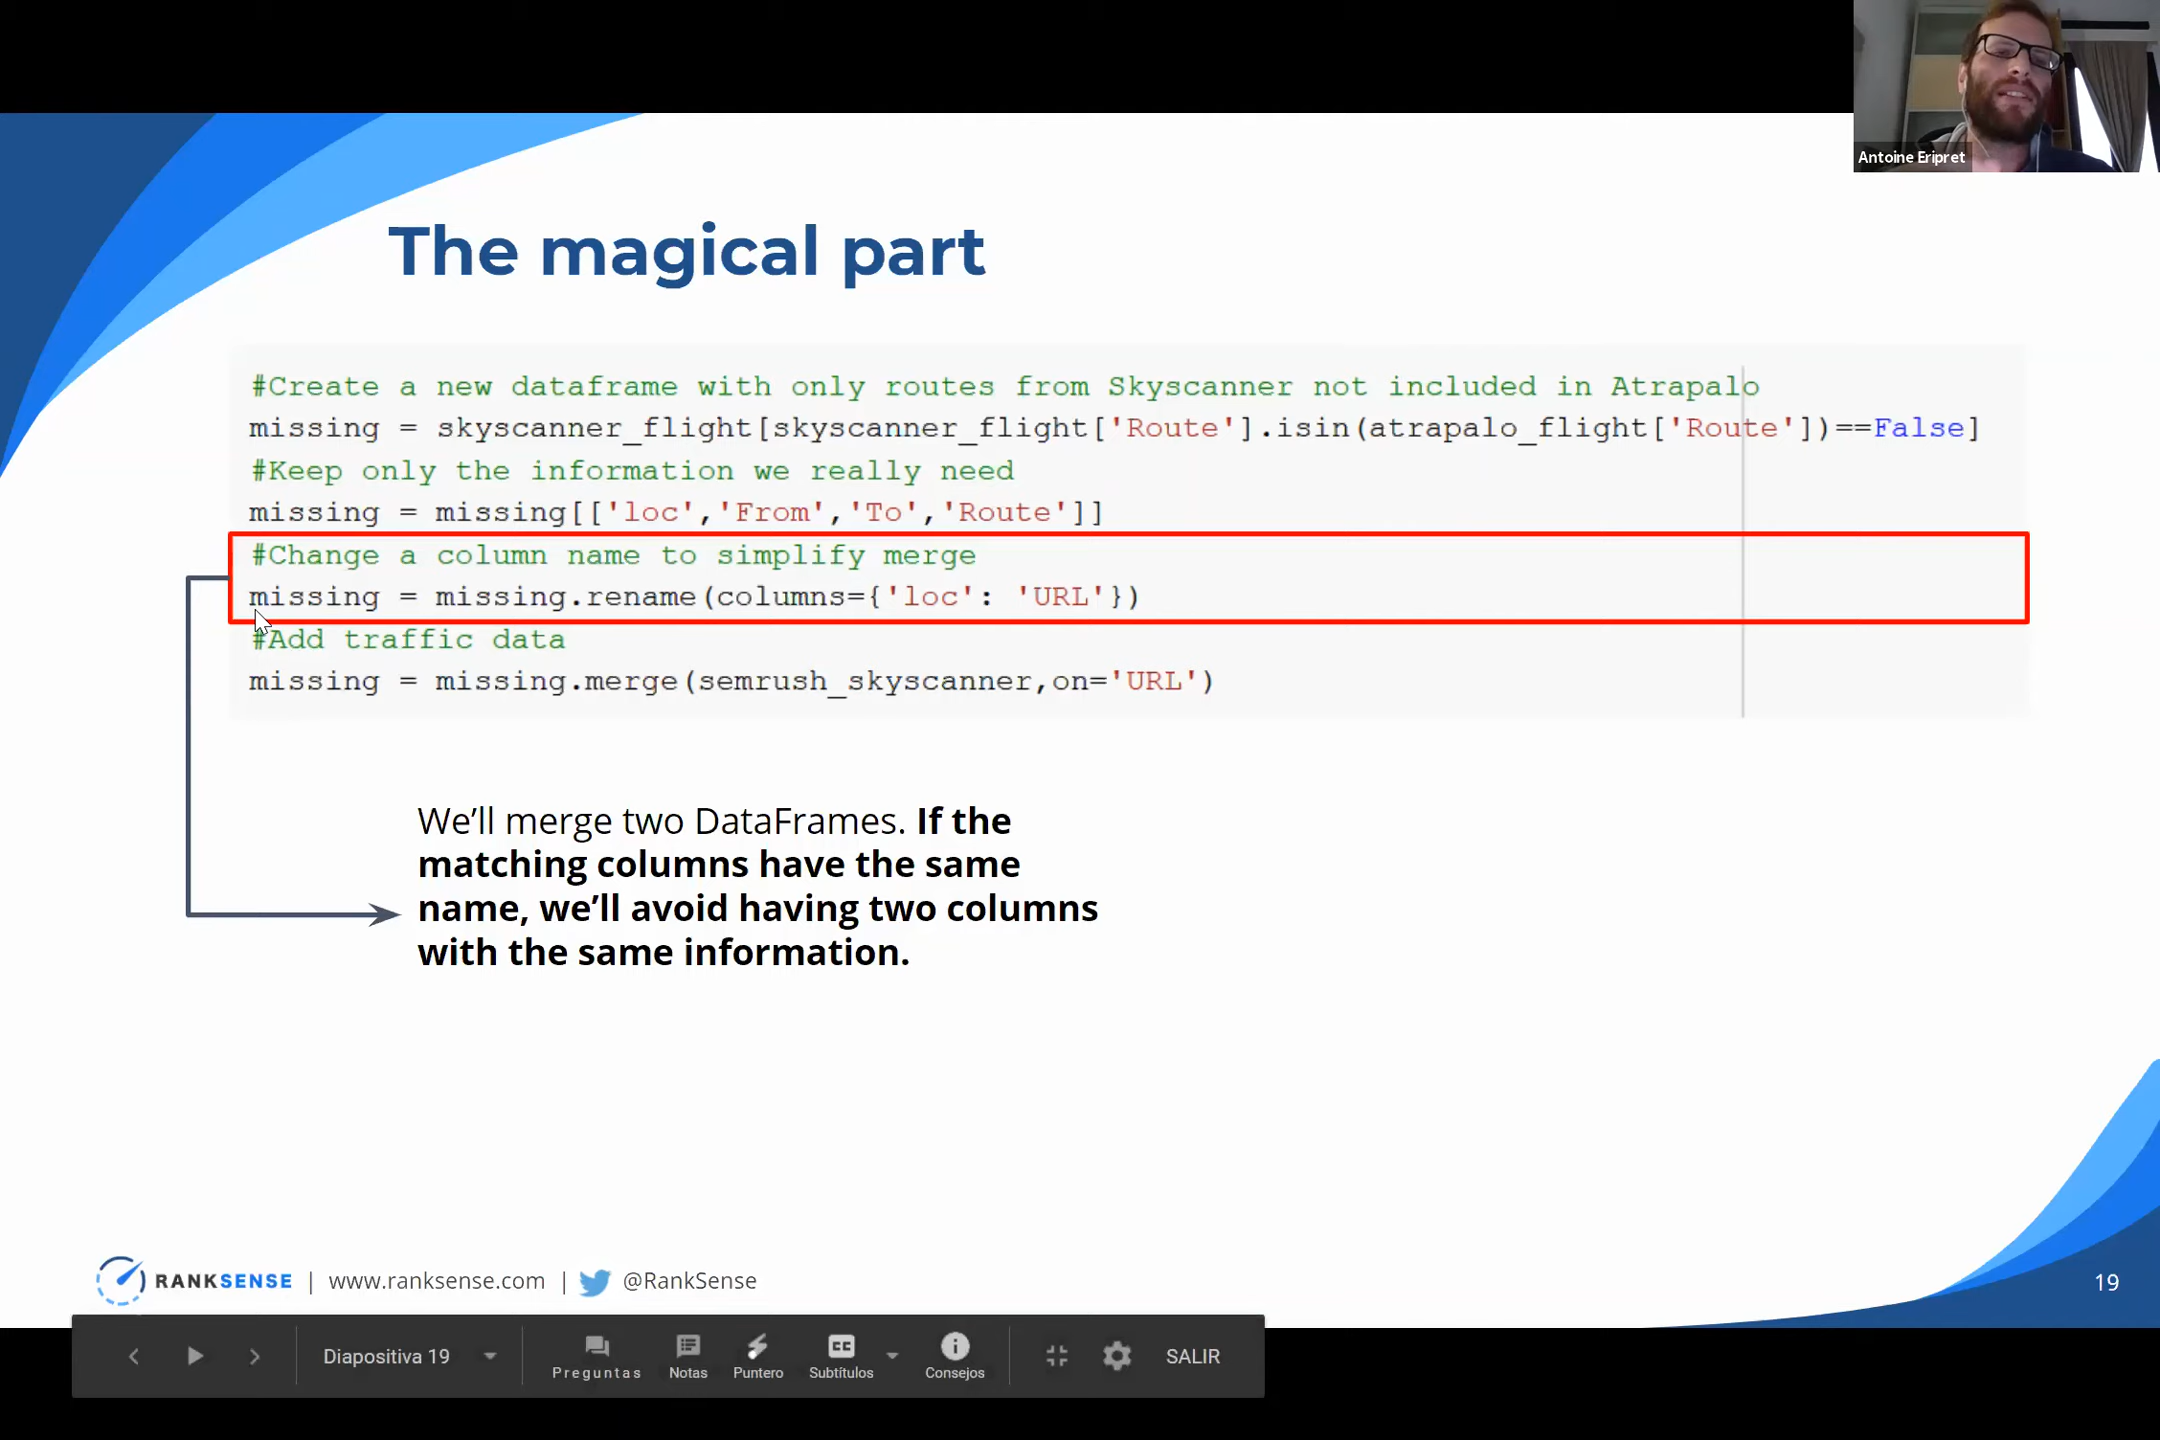 Antoine Eripret
The magical part
#Create a new dataframe with only routes from Skyscanner not included in Atrapalo
missing = skyscanner_flight[skyscanner_flight['Route'].isin(atrapalo_flight['Route'])==False]
#Keep only the information we really need
missing = missing[['loc','From','To','Route']]
#Change a column name to simplify merge
missing = missing.rename(columns={'loc': 'URL'})
#Add traffic data
missing = missing.merge(semrush_skyscanner,on='URL')
We’ll merge two DataFrames. If the
matching columns have the same
name, we’ll avoid having two columns
with the same information.
RANKSENSE | www.ranksense.com | @RankSense
19
Diapositiva 19
Preguntas
Notas
Puntero
CC
Subtítulos
Consejos
SALIR